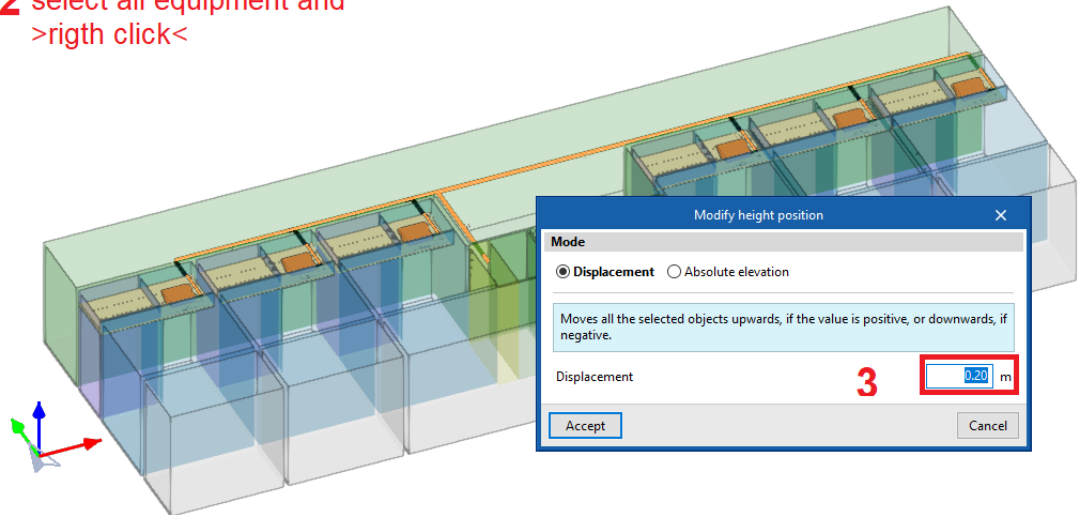 2 select all equipment and
>rigth click<
Modify height position
Mode
Displacement Absolute elevation
Moves all the selected objects upwards, if the value is positive, or downwards, if
negative.
Displacement 3 0.20 m
Accept Cancel